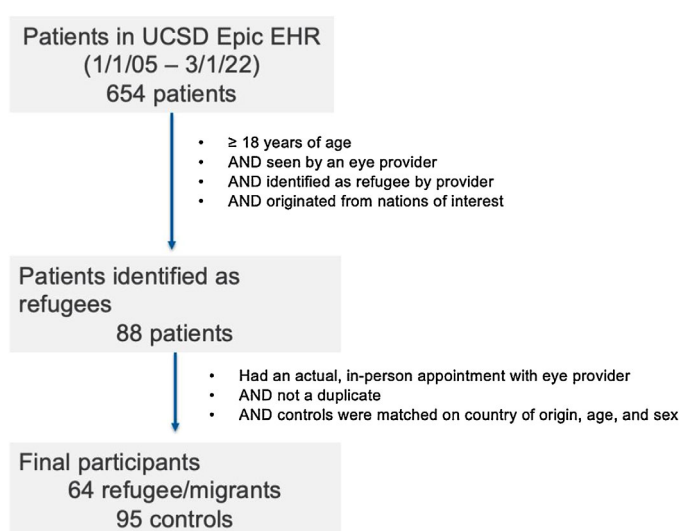 Patients in UCSD Epic EHR
(1/1/05 – 3/1/22)
654 patients
• ≥ 18 years of age
• AND seen by an eye provider
• AND identified as refugee by provider
• AND originated from nations of interest
Patients identified as
refugees
88 patients
• Had an actual, in-person appointment with eye provider
• AND not a duplicate
• AND controls were matched on country of origin, age, and sex
Final participants
64 refugee/migrants
95 controls